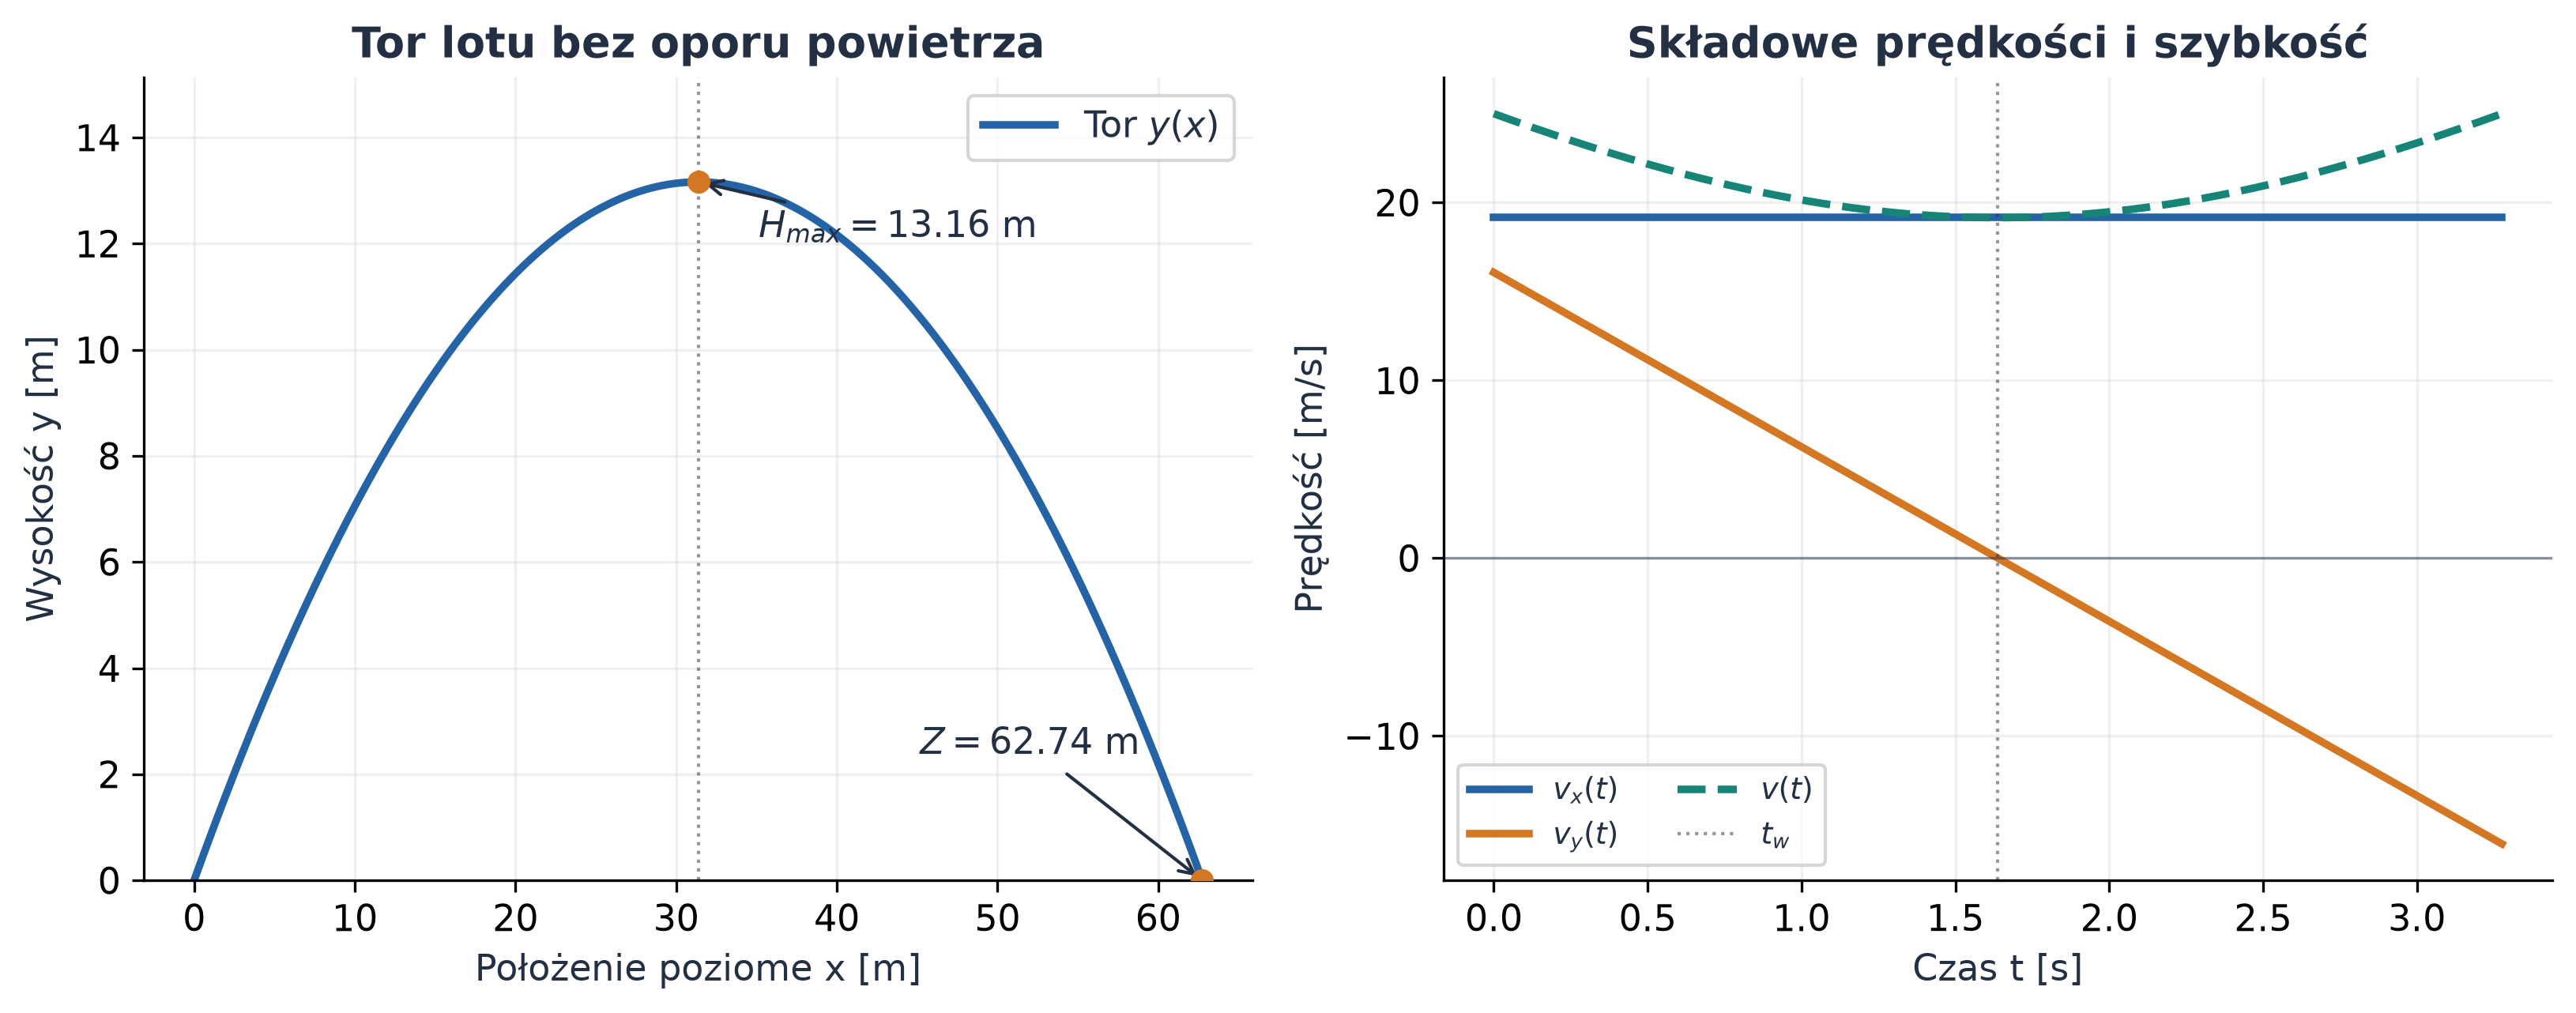 Tor lotu bez oporu powietrza
Tor y(x)
H_max = 13.16 m
Z = 62.74 m
Wysokość y [m]
14
12
10
8
6
4
2
0
0 10 20 30 40 50 60
Położenie poziome x [m]
Składowe prędkości i szybkość
Prędkość [m/s]
20
10
0
−10
v_x(t) v(t)
v_y(t) t_w
0.0 0.5 1.0 1.5 2.0 2.5 3.0
Czas t [s]